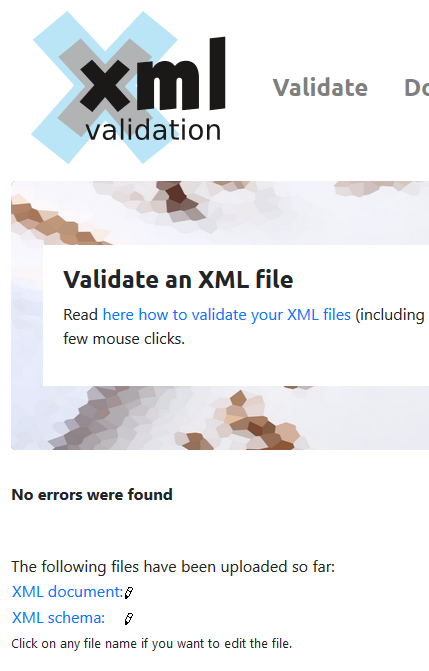 xml
validation
Validate
Do
Validate an XML file
Read here how to validate your XML files (including
few mouse clicks.
No errors were found
The following files have been uploaded so far:
XML document:
XML schema:
Click on any file name if you want to edit the file.